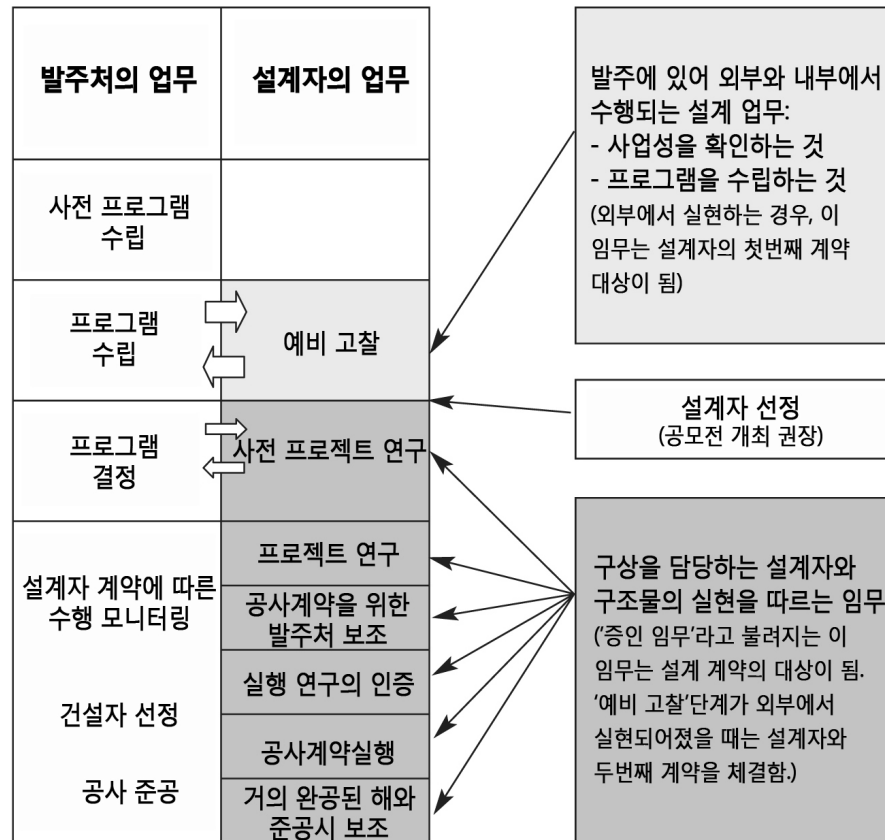 발주처의 업무
설계자의 업무
사전 프로그램
수립
프로그램
수립
예비 고찰
프로그램
결정
사전 프로젝트 연구
설계자 계약에 따른
수행 모니터링
건설자 선정
공사 준공
프로젝트 연구
공사계약을 위한
발주처 보조
실행 연구의 인증
공사계약실행
거의 완공된 해와
준공시 보조
발주에 있어 외부와 내부에서
수행되는 설계 업무:
- 사업성을 확인하는 것
- 프로그램을 수립하는 것
(외부에서 실현하는 경우, 이
임무는 설계자의 첫번째 계약
대상이 됨)
설계자 선정
(공모전 개최 권장)
구상을 담당하는 설계자와
구조물의 실현을 따르는 임무
('증인 임무'라고 불려지는 이
임무는 설계 계약의 대상이 됨.
'예비 고찰'단계가 외부에서
실현되어졌을 때는 설계자와
두번째 계약을 체결함.)